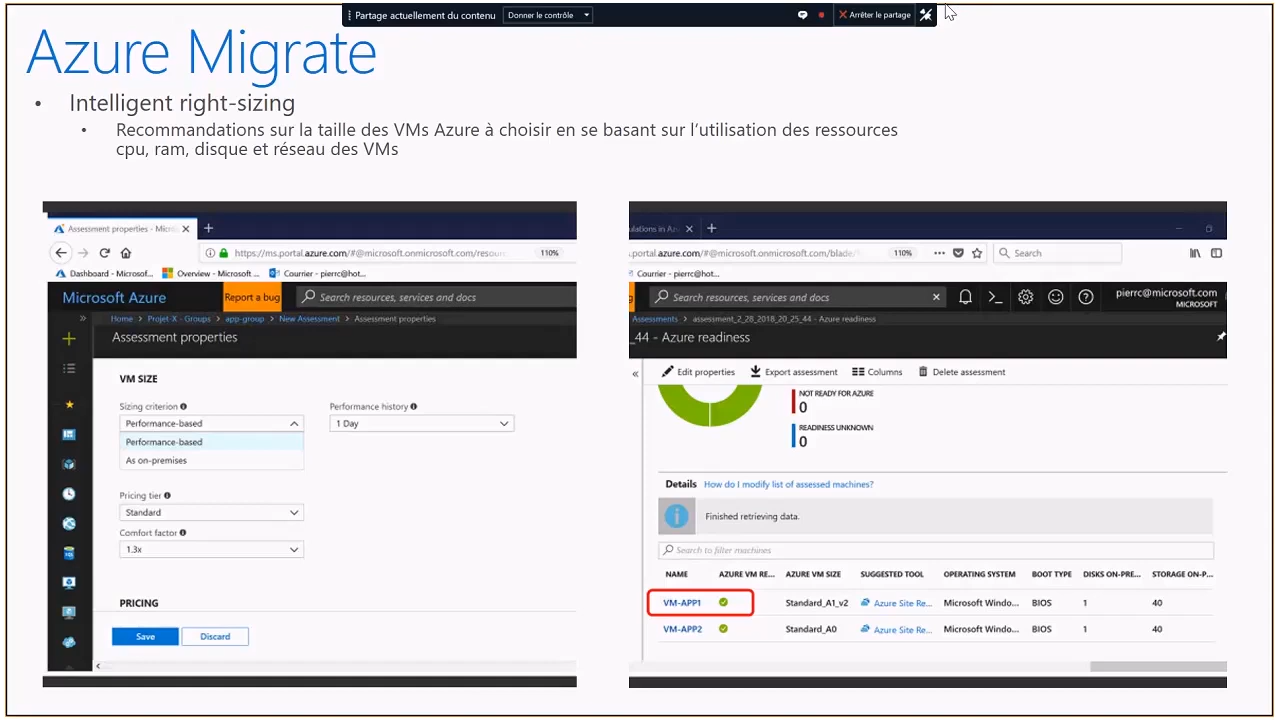 Partage actuellement du contenu
Donner le contrôle
Arrêter le partage
Azure Migrate
• Intelligent right-sizing
• Recommandations sur la taille des VMs Azure à choisir en se basant sur l'utilisation des ressources
cpu, ram, disque et réseau des VMs
Assessment properties - Micro
https://ms.portal.azure.com/#@microsoft.onmicrosoft.com/resour
110%
Dashboard - Microsof...
Overview - Microsoft ...
Courrier - pierrc@hot...
Microsoft Azure
Report a bug
Search resources, services and docs
Home > Projet-X - Groups > app-group > New Assessment > Assessment properties
Assessment properties
VM SIZE
Sizing criterion
Performance history
Performance-based
1 Day
Performance-based
As on-premises
Pricing tier
Standard
Comfort factor
1.3x
PRICING
Save
Discard
ulations in Az
.portal.azure.com/#@microsoft.onmicrosoft.com/blade/
110%
Search
Courrier - pierrc@hot...
Search resources, services and docs
pierrc@microsoft.com
MICROSOFT
Assessments > assessment_2_28_2018_20_25_44 - Azure readiness
_44 - Azure readiness
Edit properties
Export assessment
Columns
Delete assessment
NOT READY FOR AZURE
0
READINESS UNKNOWN
0
Details
How do I modify list of assessed machines?
Finished retrieving data.
Search to filter machines
NAME AZURE VM RE... AZURE VM SIZE SUGGESTED TOOL OPERATING SYSTEM BOOT TYPE DISKS ON-PRE... STORAGE ON-P...
VM-APP1 Standard_A1_v2 Azure Site Re... Microsoft Windo... BIOS 1 40
VM-APP2 Standard_A0 Azure Site Re... Microsoft Windo... BIOS 1 40